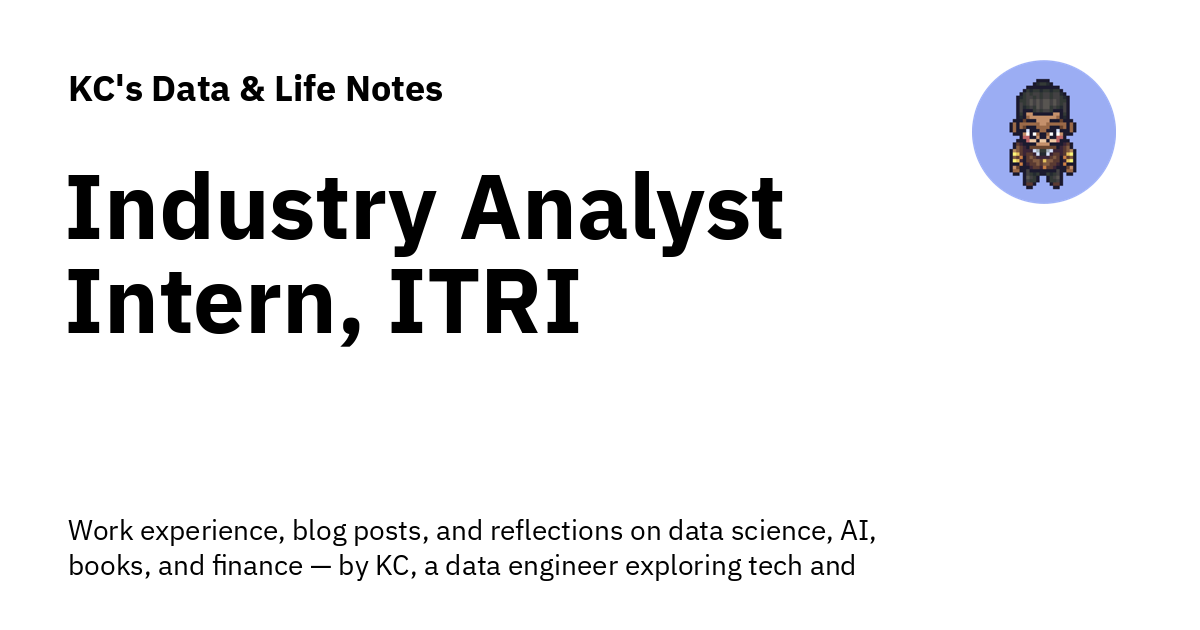 KC's Data & Life Notes
Industry Analyst
Intern, ITRI
Work experience, blog posts, and reflections on data science, AI,
books, and finance — by KC, a data engineer exploring tech and